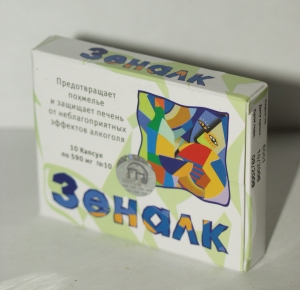 Зеналк
Предотвращает
похмелье
и защищает печень
от неблагоприятных
эффектов алкоголя
10 Капсул
по 590 мг №10
Зеналк